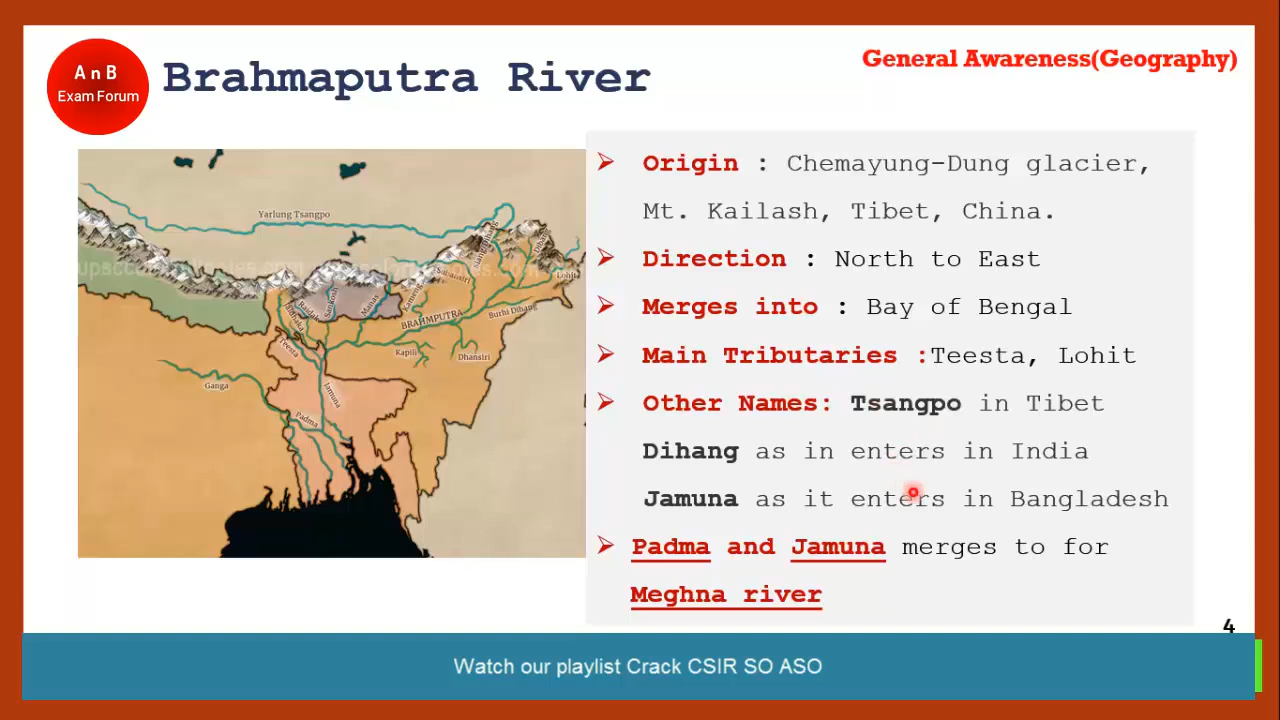 A n B
Exam Forum
Brahmaputra River
General Awareness(Geography)
Yarlung Tsangpo
Lohit
Manas
BRAHMPUTRA
Burhi Dihang
Kapili
Dhansiri
Teesta
Ganga
Jamuna
Padma
Origin : Chemayung-Dung glacier,
Mt. Kailash, Tibet, China.
Direction : North to East
Merges into : Bay of Bengal
Main Tributaries :Teesta, Lohit
Other Names: Tsangpo in Tibet
Dihang as in enters in India
Jamuna as it enters in Bangladesh
Padma and Jamuna merges to for
Meghna river
4
Watch our playlist Crack CSIR SO ASO